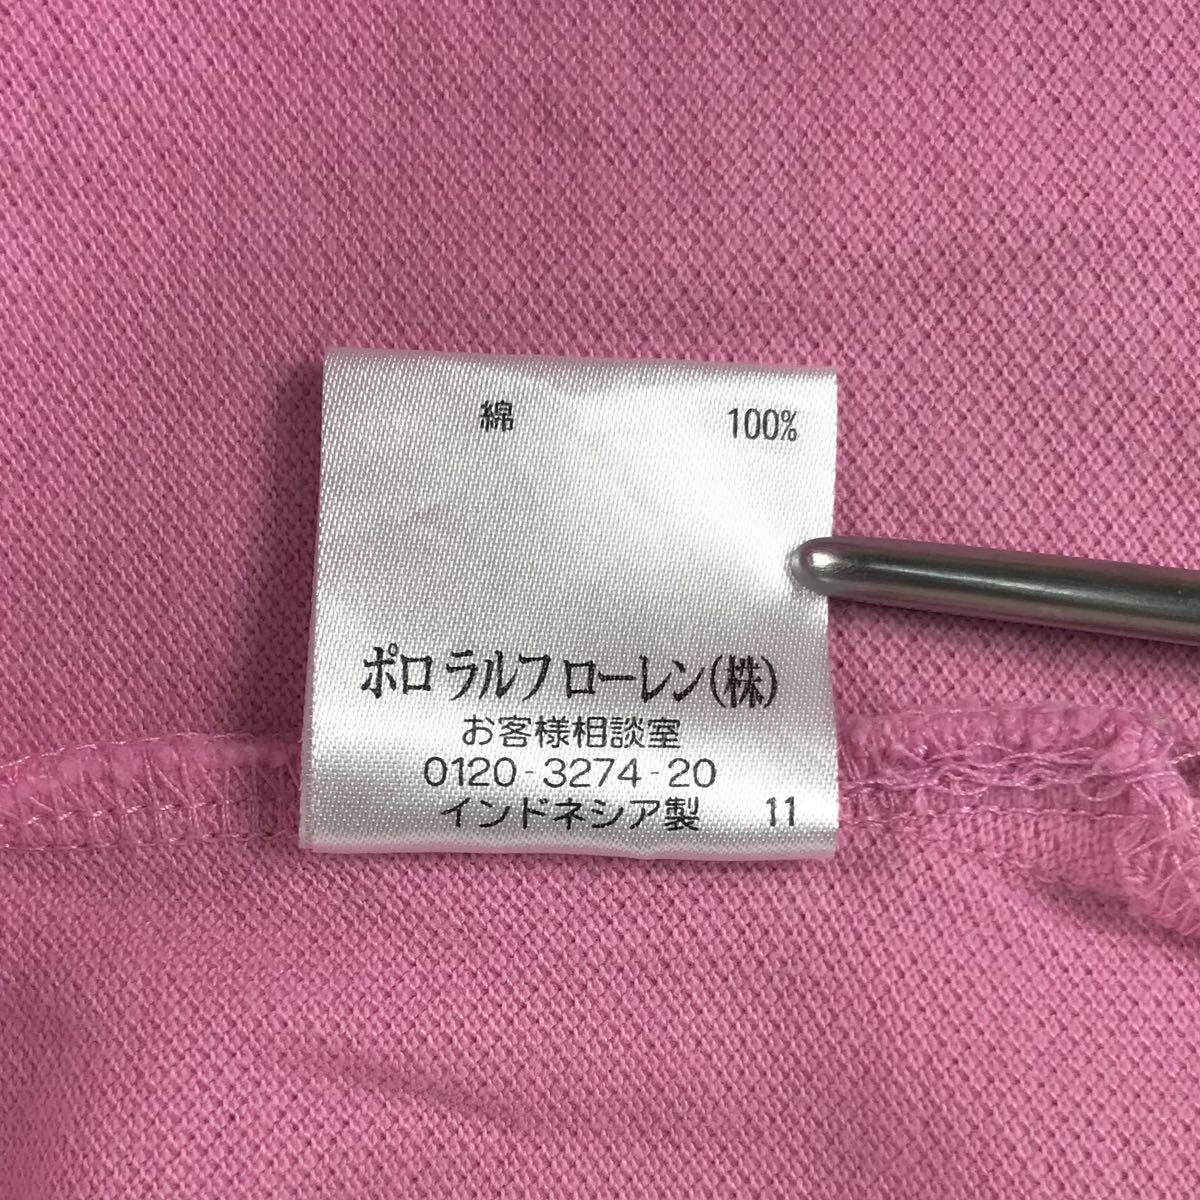 綿 100%
ポロ ラルフ ローレン(株)
お客様相談室
0120-3274-20
インドネシア製 11